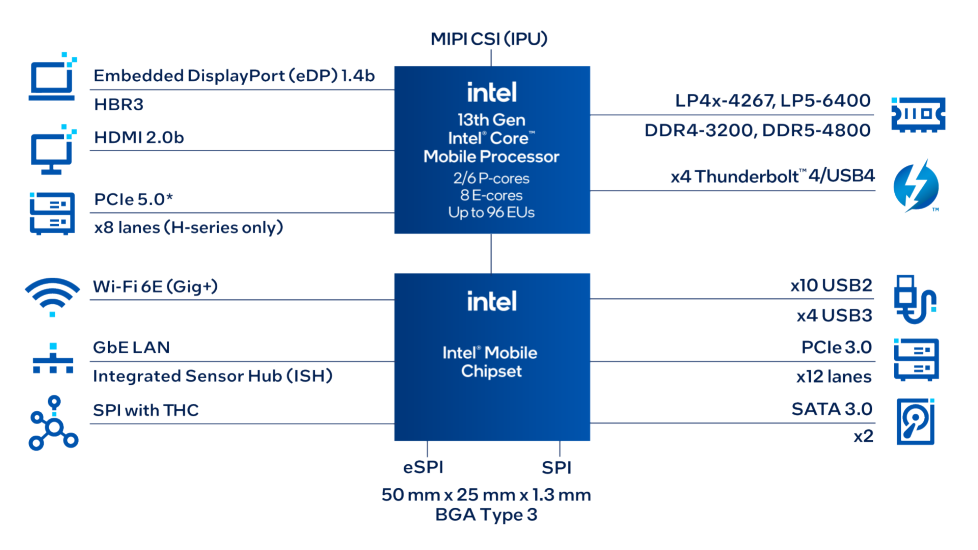 MIPI CSI (IPU)
Embedded DisplayPort (eDP) 1.4b
HBR3
HDMI 2.0b
PCIe 5.0*
x8 lanes (H-series only)
intel
13th Gen
Intel® Core™
Mobile Processor
2/6 P-cores
8 E-cores
Up to 96 EUs
LP4x-4267, LP5-6400
DDR4-3200, DDR5-4800
x4 Thunderbolt™ 4/USB4
™
Wi-Fi 6E (Gig+)
GbE LAN
Integrated Sensor Hub (ISH)
SPI with THC
intel
Intel® Mobile
Chipset
x10 USB2
x4 USB3
PCIe 3.0
x12 lanes
SATA 3.0
x2
eSPI
SPI
50 mm x 25 mm x 1.3 mm
BGA Type 3